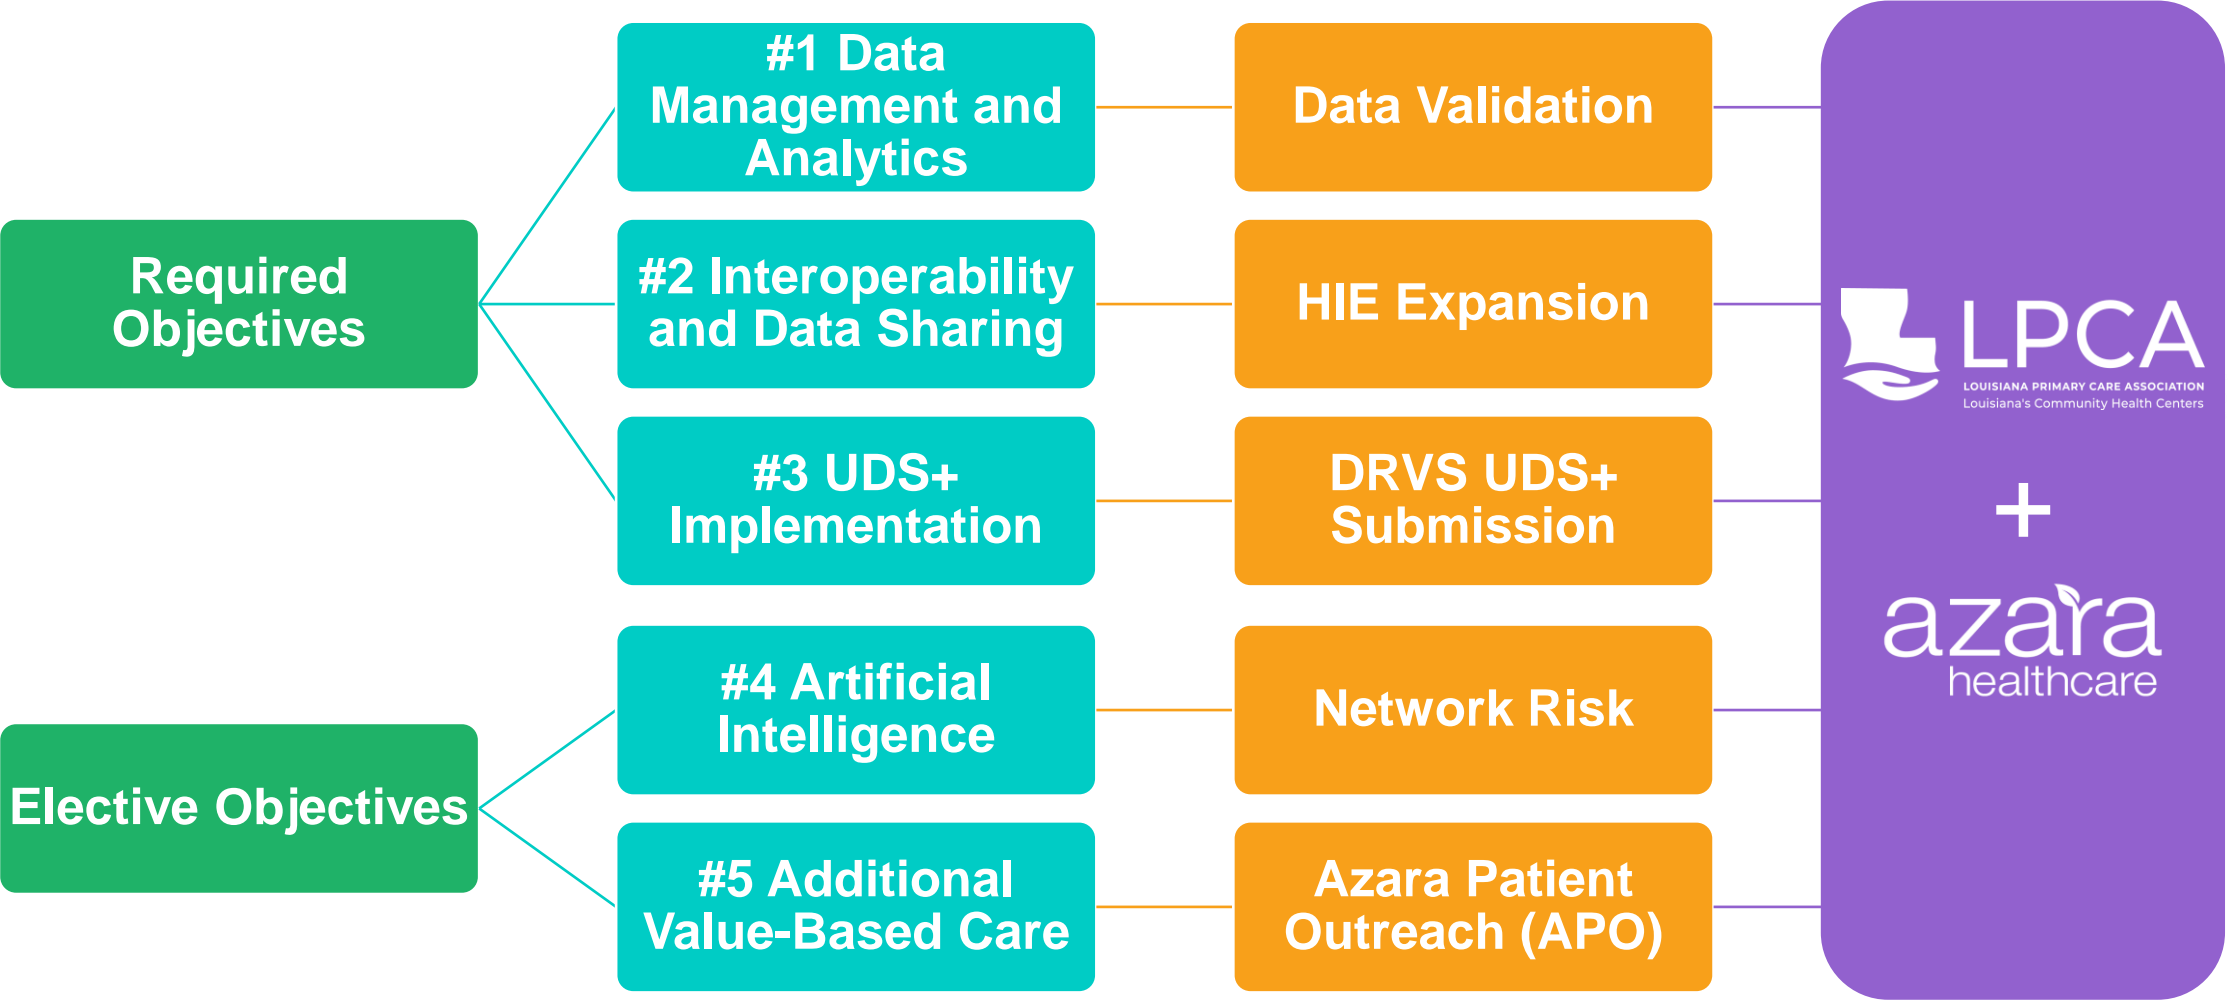 Required
Objectives
#1 Data
Management and
Analytics
Data Validation
#2 Interoperability
and Data Sharing
HIE Expansion
#3 UDS+
Implementation
DRVS UDS+
Submission
Elective Objectives
#4 Artificial
Intelligence
Network Risk
#5 Additional
Value-Based Care
Azara Patient
Outreach (APO)
LPCA
LOUISIANA PRIMARY CARE ASSOCIATION
Louisiana's Community Health Centers
+
azara
healthcare